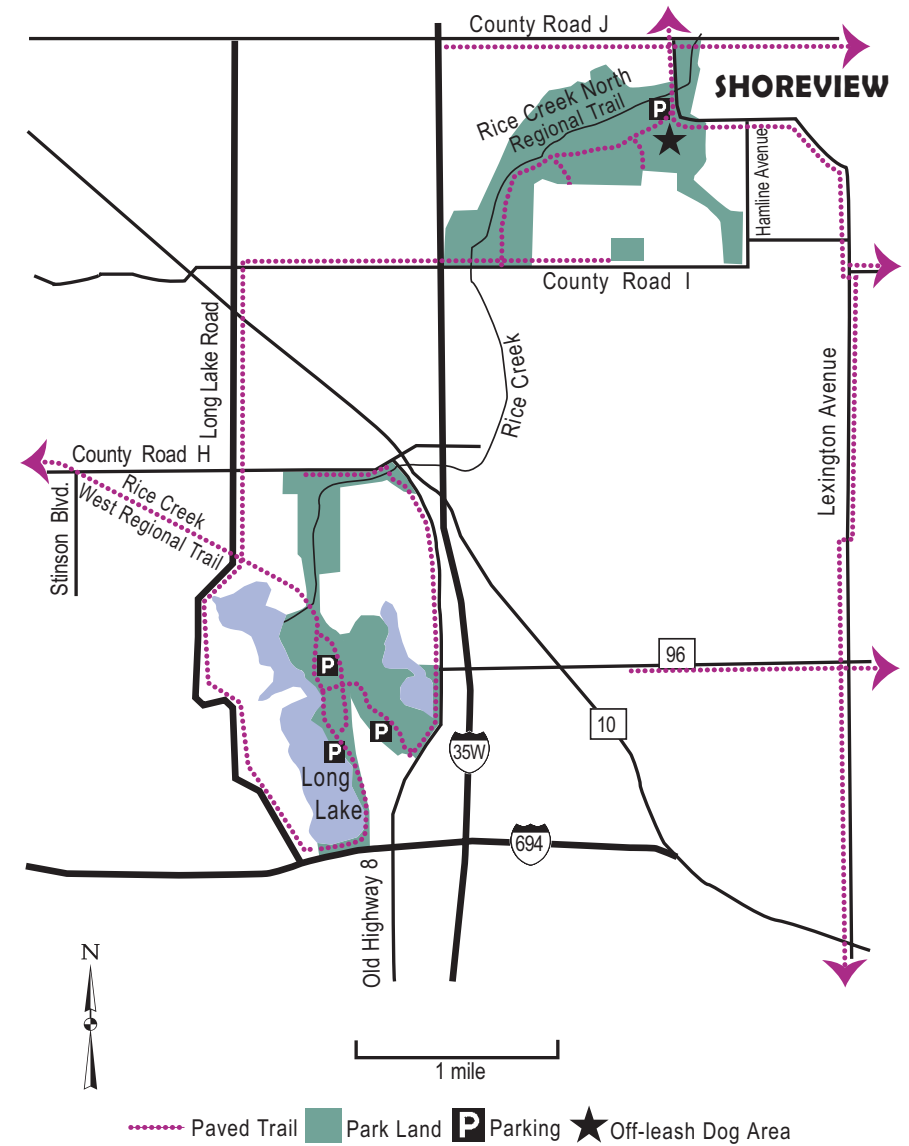 County Road J
SHOREVIEW
Rice Creek North
Regional Trail
P
Hamline Avenue
County Road I
Long Lake Road
Rice Creek
Lexington Avenue
County Road H
Rice Creek
West Regional Trail
Stinson Blvd.
96
P
10
P
35W
P
Long
Lake
694
Old Highway 8
N
1 mile
Paved Trail
Park Land
P Parking
Off-leash Dog Area